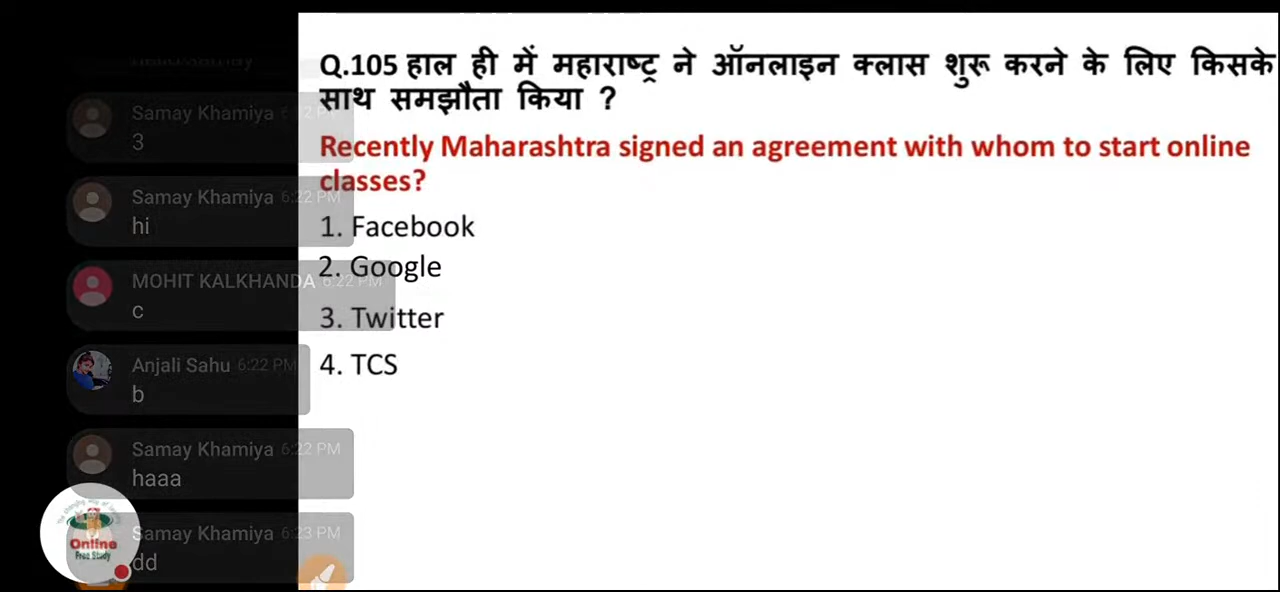 Samay Khamiya
3
Samay Khamiya 6:22 PM
hi
MOHIT KALKHANDA 6:22 PM
c
Anjali Sahu 6:22 PM
b
Samay Khamiya 6:22 PM
haaa
Samay Khamiya 6:23 PM
dd
Online
Free Study
Q.105 हाल ही में महाराष्ट्र ने ऑनलाइन क्लास शुरू करने के लिए किसके
साथ समझौता किया ?
Recently Maharashtra signed an agreement with whom to start online
classes?
1. Facebook
2. Google
3. Twitter
4. TCS